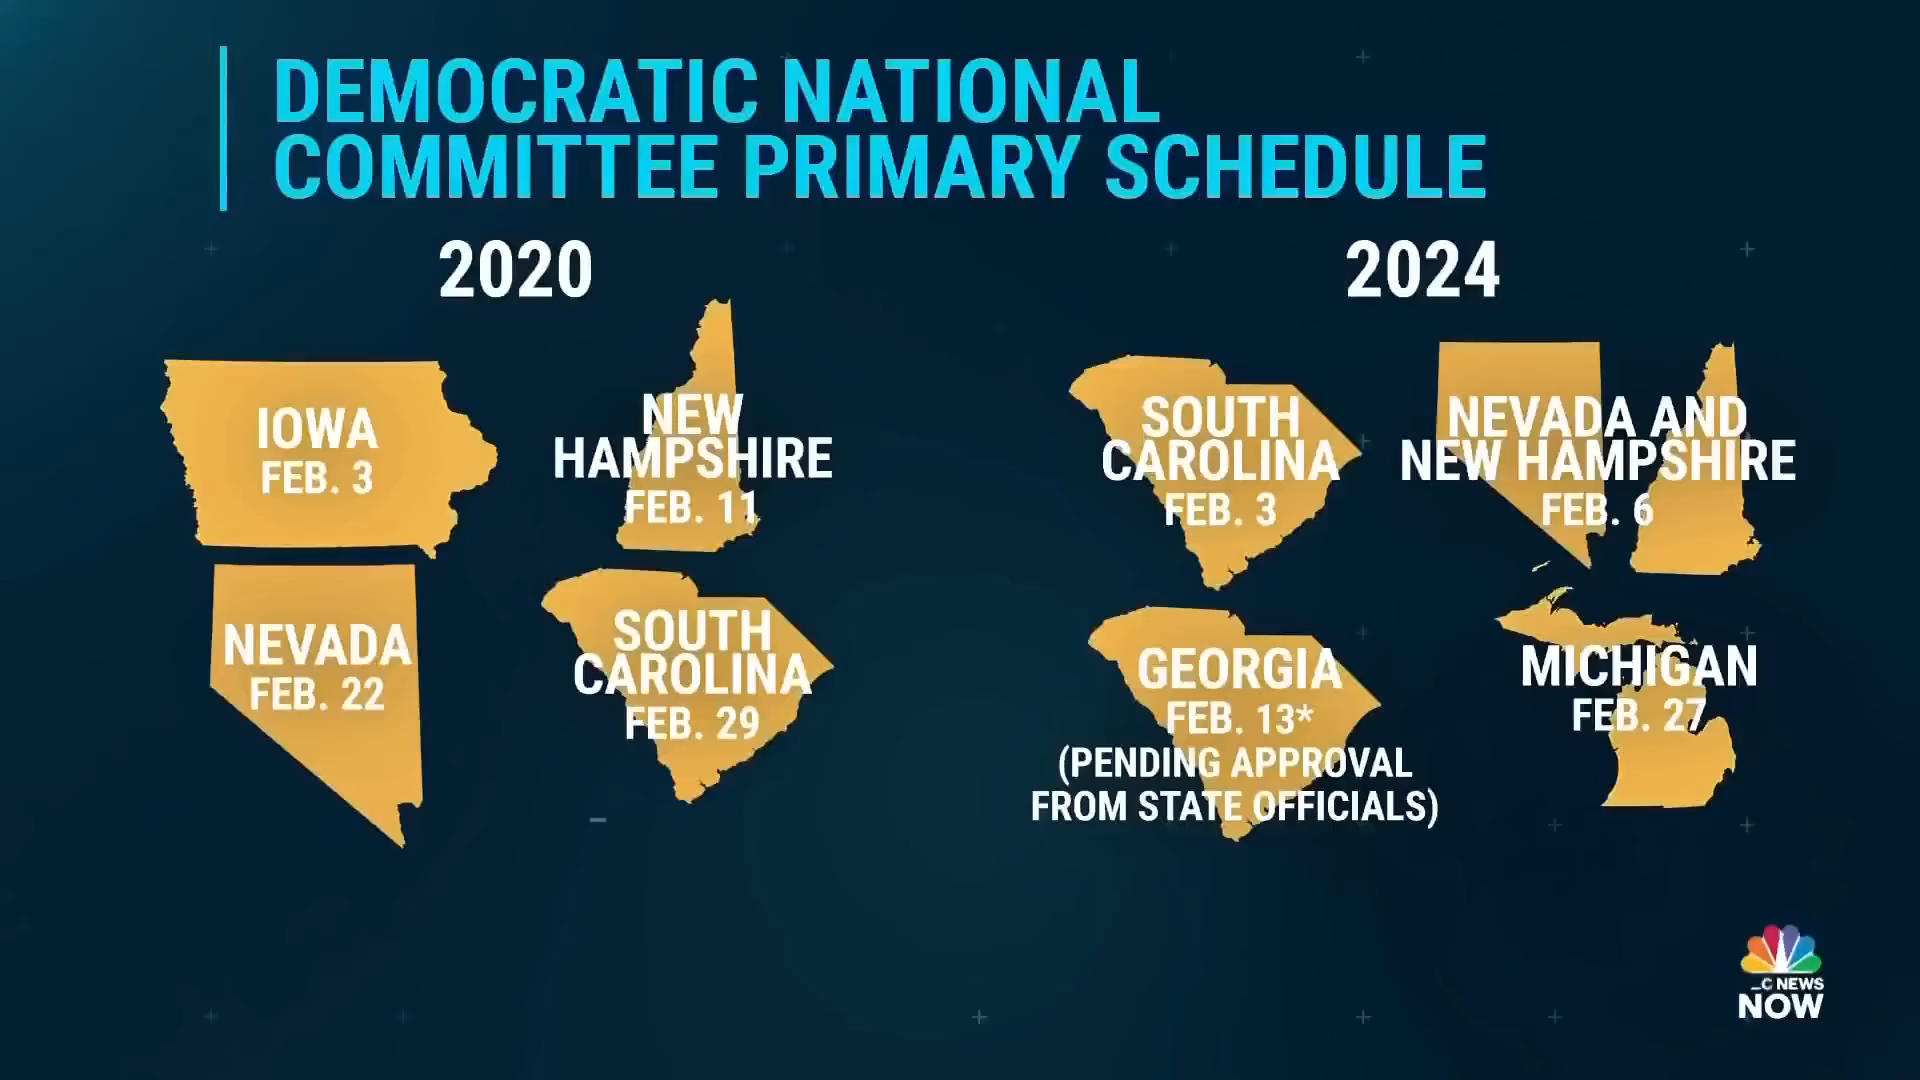 DEMOCRATIC NATIONAL
COMMITTEE PRIMARY SCHEDULE
2020
IOWA
FEB. 3
NEW
HAMPSHIRE
FEB. 11
NEVADA
FEB. 22
SOUTH
CAROLINA
FEB. 29
2024
SOUTH
CAROLINA
FEB. 3
NEVADA AND
NEW HAMPSHIRE
FEB. 6
GEORGIA
FEB. 13*
(PENDING APPROVAL
FROM STATE OFFICIALS)
MICHIGAN
FEB. 27
C NEWS
NOW